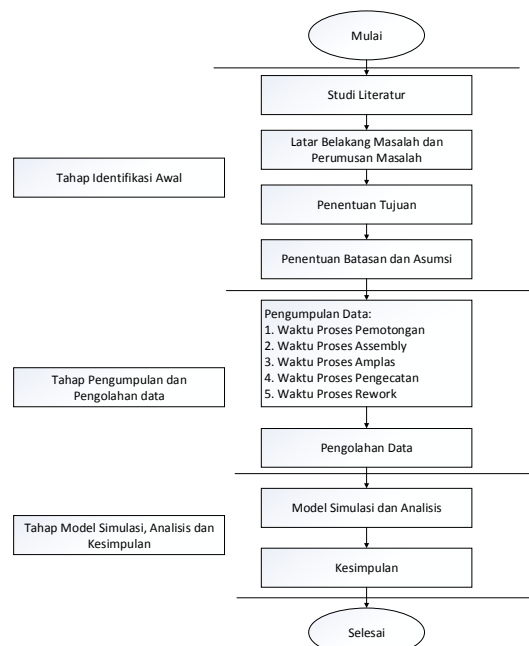 Mulai
Studi Literatur
Latar Belakang Masalah dan
Perumusan Masalah
Tahap Identifikasi Awal
Penentuan Tujuan
Penentuan Batasan dan Asumsi
Pengumpulan Data:
1. Waktu Proses Pemotongan
2. Waktu Proses Assembly
3. Waktu Proses Amplas
4. Waktu Proses Pengecatan
5. Waktu Proses Rework
Tahap Pengumpulan dan
Pengolahan data
Pengolahan Data
Model Simulasi dan Analisis
Tahap Model Simulasi, Analisis dan
Kesimpulan
Kesimpulan
Selesai